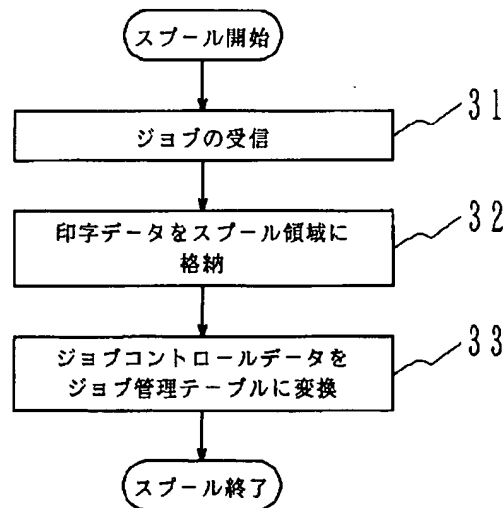 スプール開始
ジョブの受信
31
印字データをスプール領域に
格納
32
ジョブコントロールデータを
ジョブ管理テーブルに変換
33
スプール終了